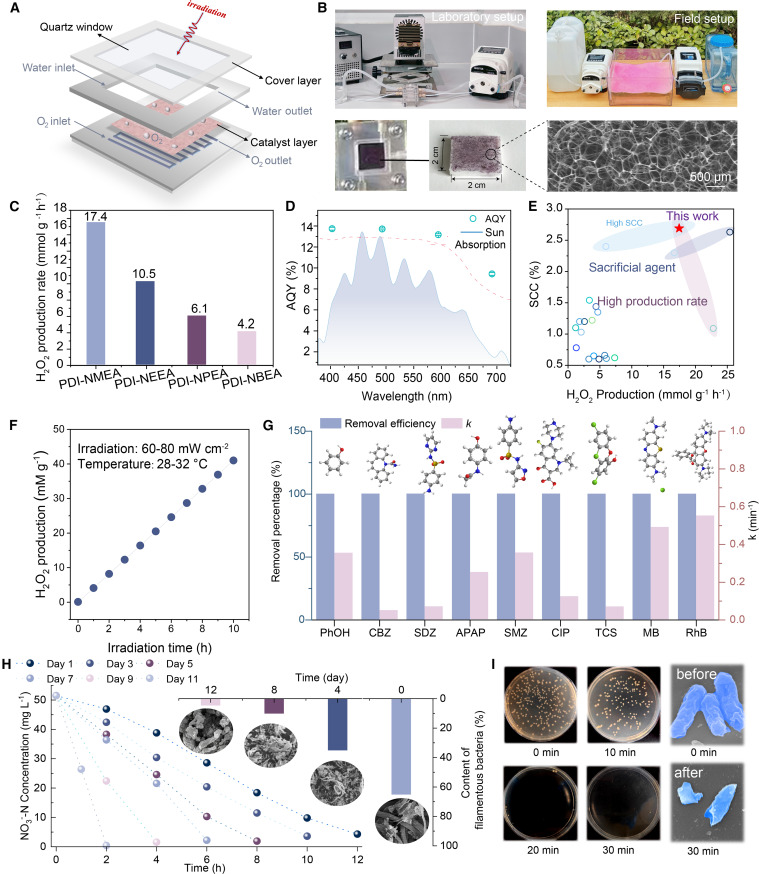 A
irradiation
Quartz window
Water inlet
Cover layer
Water outlet
O2 inlet
O2
Catalyst layer
O2 outlet
B
Laboratory setup
Field setup
2 cm
2 cm
500 μm
C
H2O2 production rate (mmol g-1 h-1)
18
16
14
12
10
8
6
4
2
0
17.4
10.5
6.1
4.2
PDI-NMEA
PDI-NEEA
PDI-NPEA
PDI-NBEA
D
AQY (%)
14
12
10
8
6
4
2
AQY
Sun
Absorption
400 450 500 550 600 650 700
Wavelength (nm)
E
SCC (%)
3.0
2.5
2.0
1.5
1.0
0.5
High SCC
This work
Sacrificial agent
High production rate
0 5 10 15 20 25
H2O2 Production (mmol g-1 h-1)
F
H2O2 production (mM g-1)
50
40
30
20
10
0
Irradiation: 60-80 mW cm-2
Temperature: 28-32 °C
0 2 4 6 8 10
Irradiation time (h)
G
Removal efficiency
k
Removal percentage (%)
150%
100%
50%
0%
k (min-1)
1.0
0.8
0.6
0.4
0.2
0.0
PhOH CBZ SDZ APAP SMZ CIP TCS MB RhB
H
Day 1 Day 3 Day 5
Day 7 Day 9 Day 11
Time (day)
12 8 4 0
NO3--N Concentration (mg L-1)
50
40
30
20
10
0
0 2 4 6 8 10 12
Time (h)
0
20
40
60
80
100
Content of
filamentous bacteria (%)
I
before
0 min
10 min
0 min
after
20 min
30 min
30 min